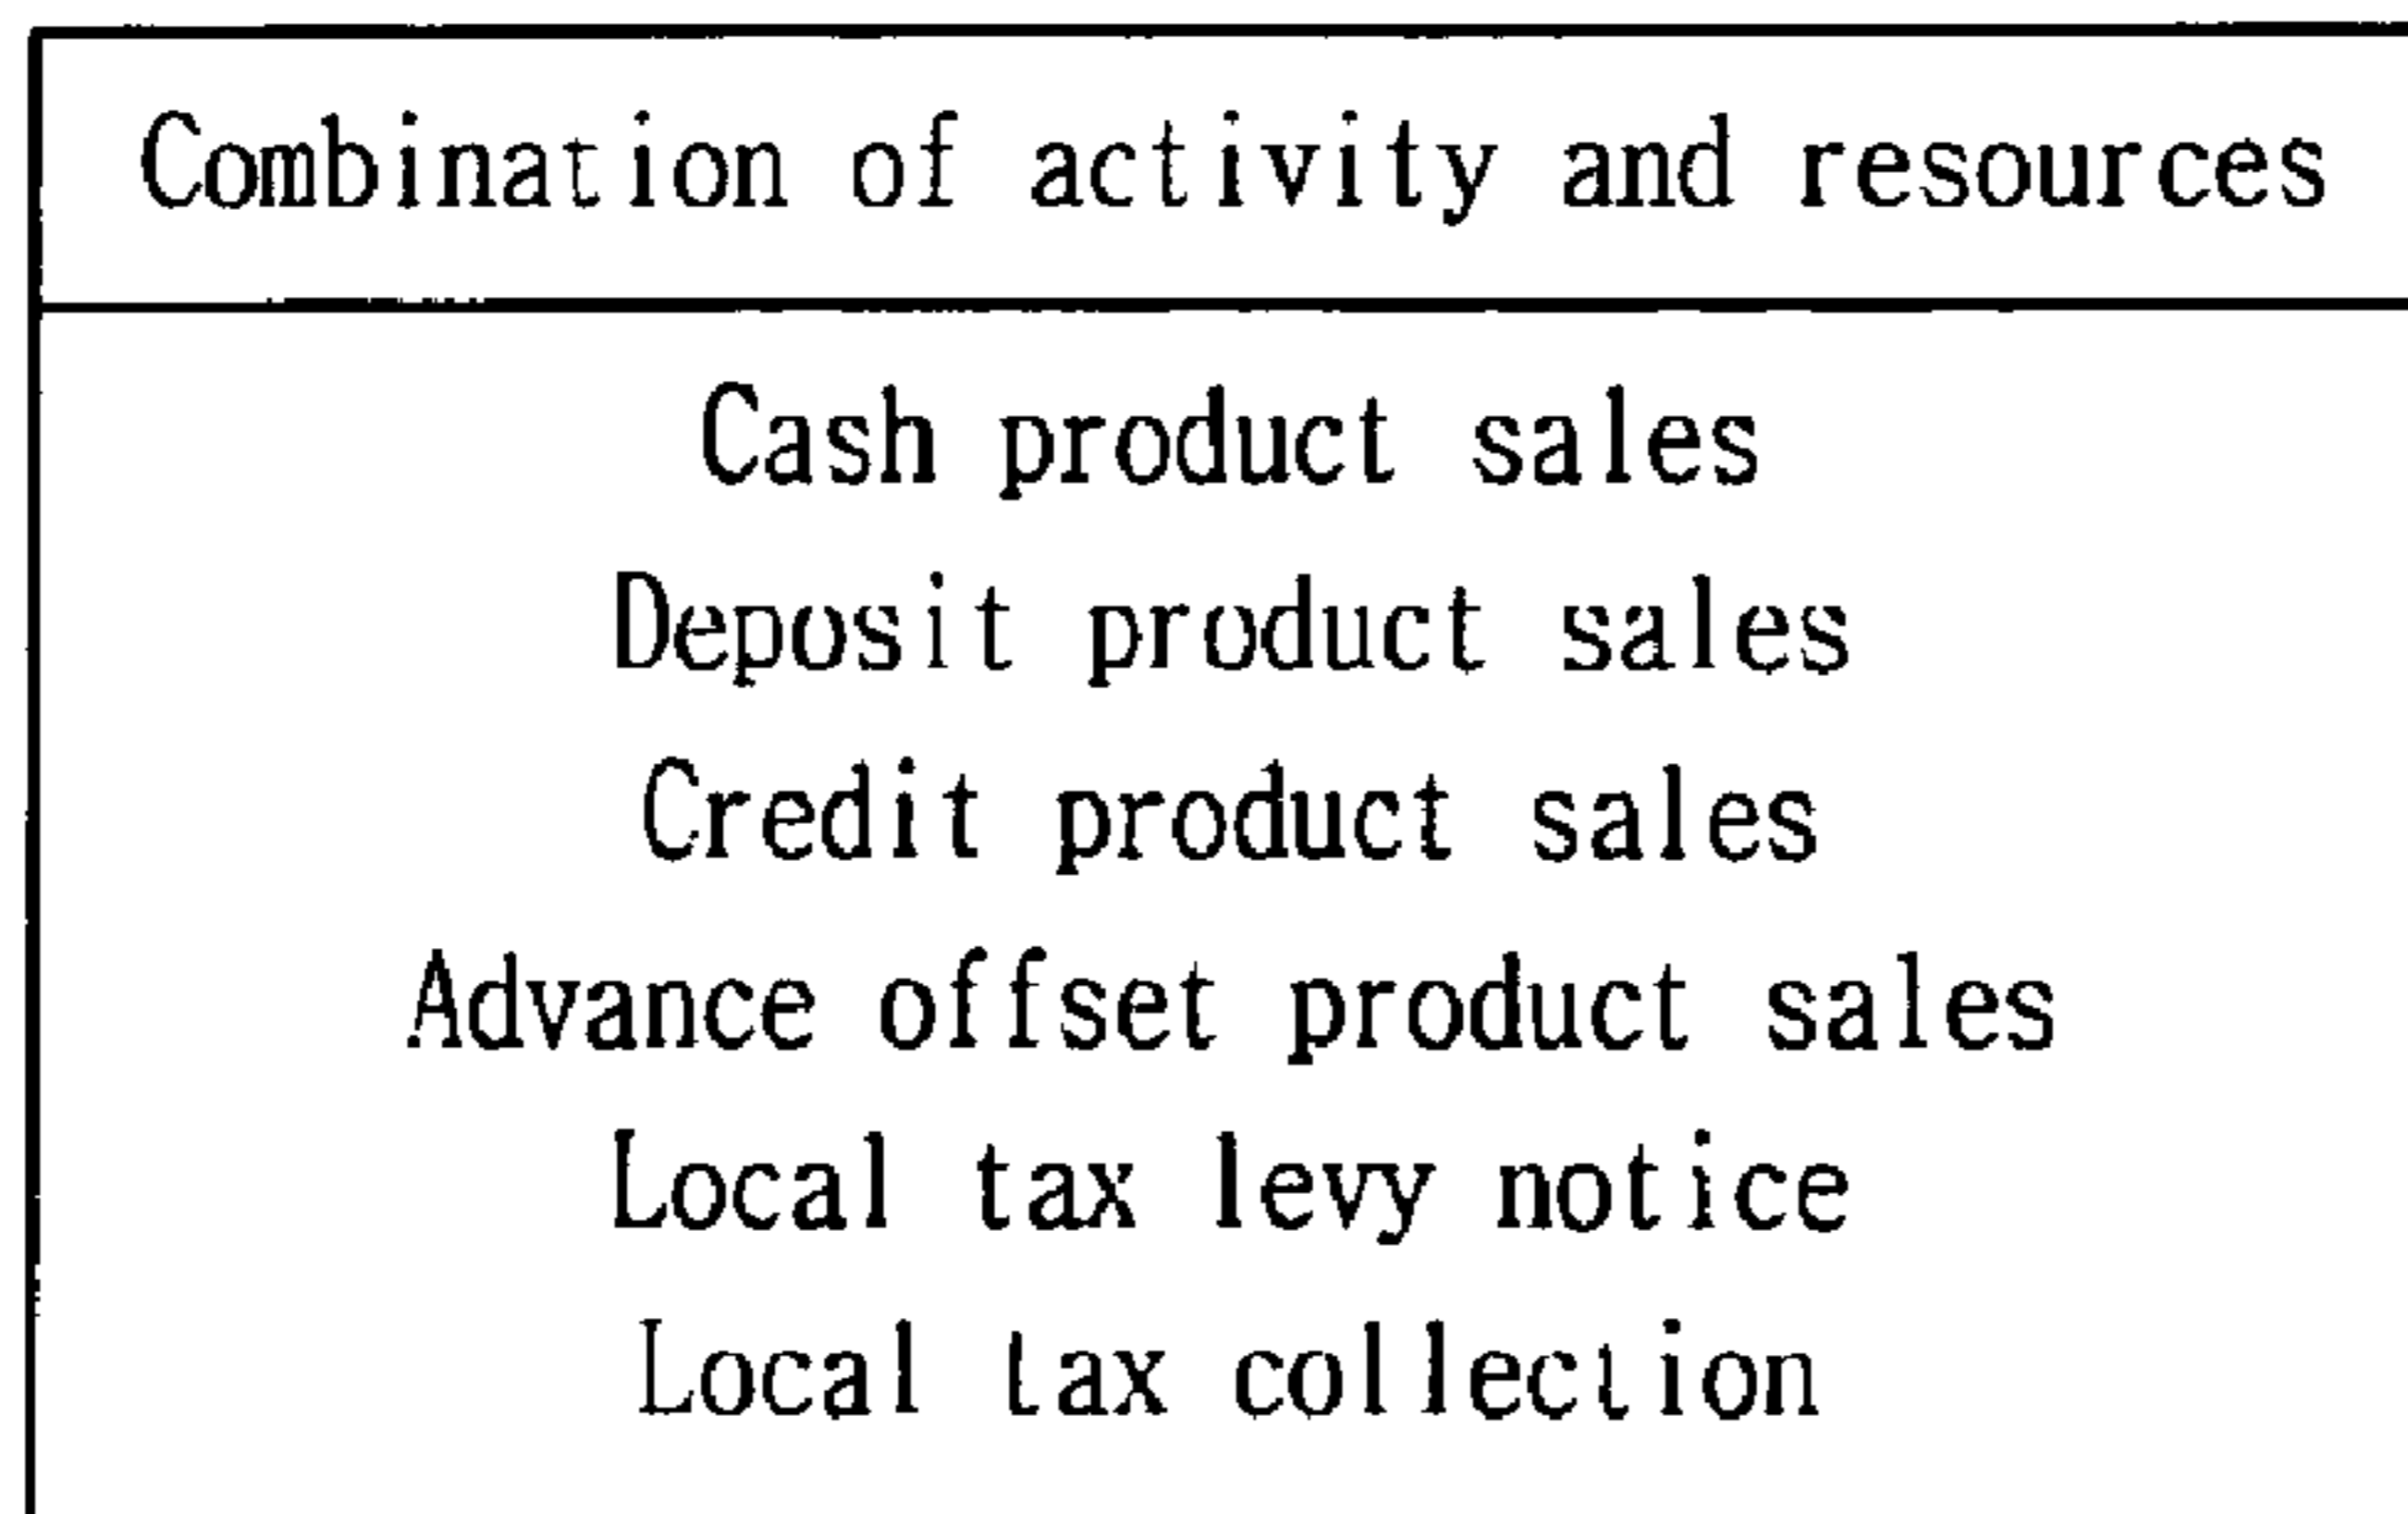 Combination of activity and resources
Cash product sales
Deposit product sales
Credit product sales
Advance offset product sales
Local tax levy notice
Local tax collection